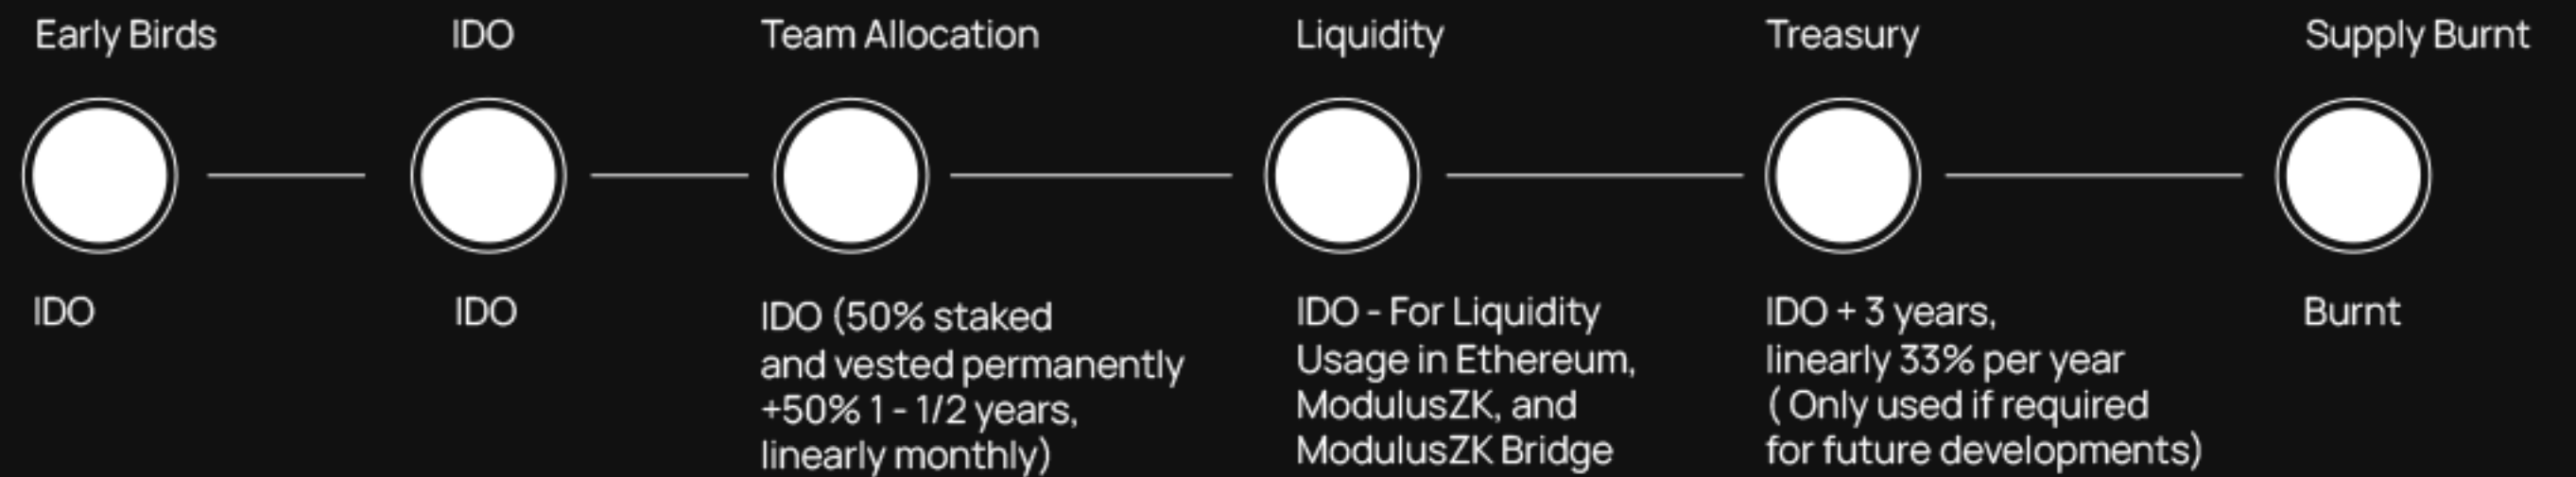 Early Birds
IDO
Team Allocation
Liquidity
Treasury
Supply Burnt
IDO
IDO
IDO (50% staked
and vested permanently
+50% 1 - 1/2 years,
linearly monthly)
IDO - For Liquidity
Usage in Ethereum,
ModulusZK, and
ModulusZK Bridge
IDO + 3 years,
linearly 33% per year
( Only used if required
for future developments)
Burnt